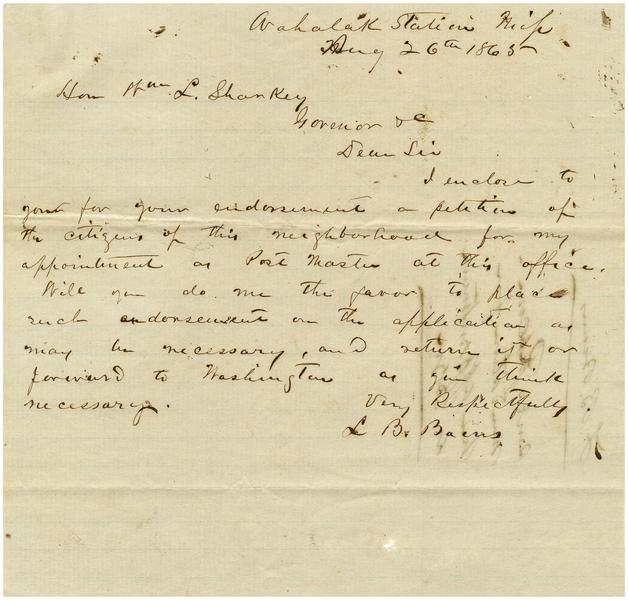 Wahalak Station Miss
Aug 26th 1865
Hon Wm. L. Sharkey
Govenor &c
Dear Sir
I enclose to
you for your endorsement a petition of
the citizens of this neighborhood for my
appointment as Post Master at this office.
Will you do me the favor to place
such endorsement on the application as
may be necessary, and return it or
forward to Washington as you think
necessary.
Very Respectfully.
L B. Bains